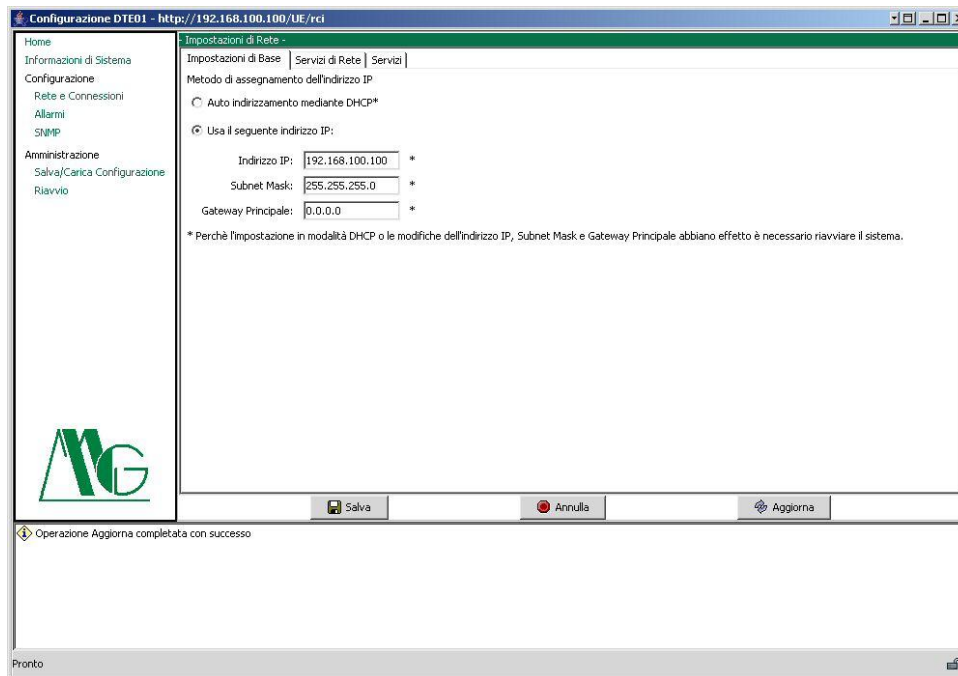 Configurazione DTE01 - http://192.168.100.100/UE/rci
Home
Informazioni di Sistema
Configurazione
Rete e Connessioni
Allarmi
SNMP
Amministrazione
Salva/Carica Configurazione
Riavvio
MG
- Impostazioni di Rete -
Impostazioni di Base Servizi di Rete Servizi
Metodo di assegnamento dell'indirizzo IP
Auto indirizzamento mediante DHCP*
Usa il seguente indirizzo IP:
Indirizzo IP: 192.168.100.100 *
Subnet Mask: 255.255.255.0 *
Gateway Principale: 0.0.0.0 *
* Perchè l'impostazione in modalità DHCP o le modifiche dell'indirizzo IP, Subnet Mask e Gateway Principale abbiano effetto è necessario riavviare il sistema.
Salva Annulla Aggiorna
Operazione Aggiorna completata con successo
Pronto